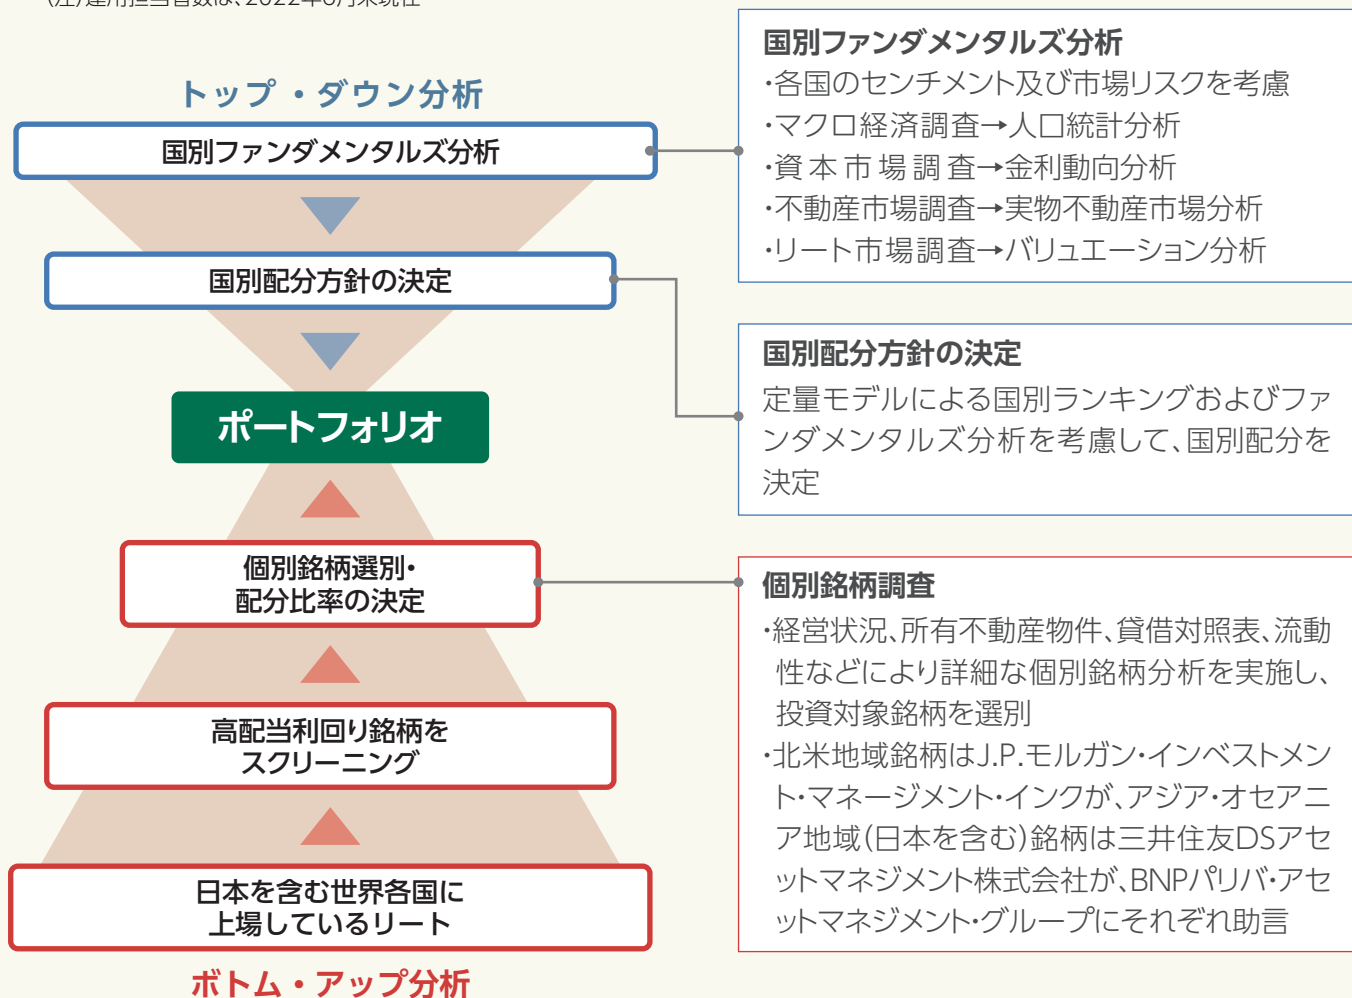 (注)運用担当者数は、2022年6月末現在
トップ・ダウン分析
国別ファンダメンタルズ分析
国別配分方針の決定
ポートフォリオ
個別銘柄選別・
配分比率の決定
高配当利回り銘柄を
スクリーニング
日本を含む世界各国に
上場しているリート
ボトム・アップ分析
国別ファンダメンタルズ分析
・各国のセンチメント及び市場リスクを考慮
・マクロ経済調査→人口統計分析
・資本市場調査→金利動向分析
・不動産市場調査→実物不動産市場分析
・リート市場調査→バリュエーション分析
国別配分方針の決定
定量モデルによる国別ランキングおよびファ
ンダメンタルズ分析を考慮して、国別配分を
決定
個別銘柄調査
・経営状況、所有不動産物件、貸借対照表、流動
性などにより詳細な個別銘柄分析を実施し、
投資対象銘柄を選別
・北米地域銘柄はJ.P.モルガン・インベストメン
ト・マネージメント・インクが、アジア・オセアニ
ア地域(日本を含む)銘柄は三井住友DSアセ
ットマネジメント株式会社が、BNPパリバ・アセ
ットマネジメント・グループにそれぞれ助言